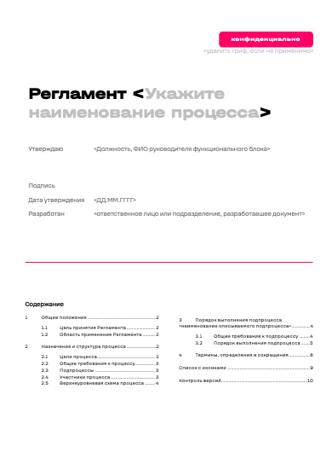 конфиденциально
<удалить гриф, если не применимо>
Регламент <Укажите
наименование процесса>
Утверждаю <Должность, ФИО руководителя функционального блока>
Подпись
Дата утверждения <ДД.ММ.ГГГГ>
Разработан <ответственное лицо или подразделение, разработавшее документ>
Содержание
1 Общие положения ........ 2
1.1 Цель принятия Регламента ........ 2
1.2 Область применения Регламента ........ 2
2 Назначение и структура процесса ........ 2
2.1 Цели процесса ........ 2
2.2 Общие требования к процессу ........ 3
2.3 Подпроцессы ........ 3
2.4 Участники процесса ........ 3
2.5 Верхнеуровневая схема процесса ........ 4
3 Порядок выполнения подпроцесса
<наименование описываемого подпроцесса> ........ 4
3.1 Общие требования к подпроцессу ........ 4
3.2 Порядок выполнения подпроцесса ........ 5
4 Термины, определения и сокращения ........ 8
Список с иконками ........ 9
Контроль версий ........ 10